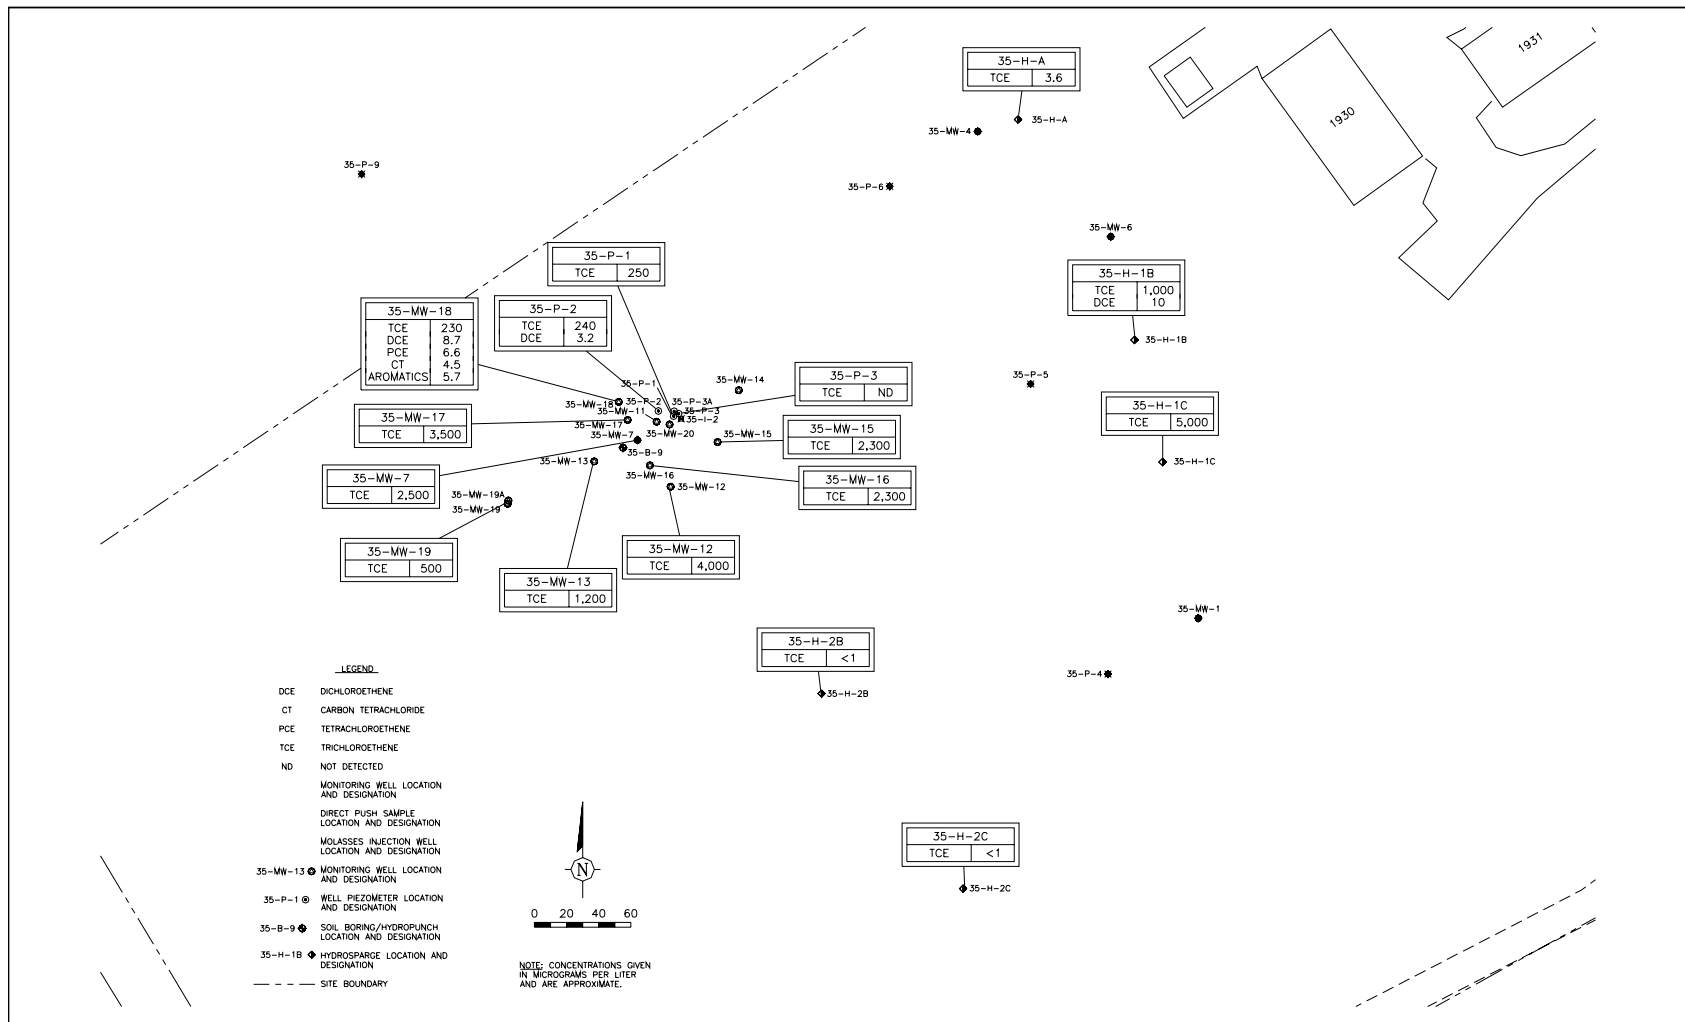 1931
35-H-A
TCE 3.6
35-H-A
35-MW-4
1930
35-P-9
35-P-6
35-MW-6
35-P-1
TCE 250
35-H-1B
TCE 1,000
DCE 10
35-H-1B
35-MW-18
TCE 230
DCE 8.7
PCE 6.6
CT 4.5
AROMATICS 5.7
35-P-2
TCE 240
DCE 3.2
35-P-3
TCE ND
35-P-5
35-P-1
35-MW-14
35-MW-18
35-P-2
35-P-3A
35-P-3
35-MW-11
35-I-2
35-MW-17
35-MW-20
35-MW-7
35-MW-15
35-MW-17
TCE 3,500
35-MW-15
TCE 2,300
35-H-1C
TCE 5,000
35-H-1C
35-B-9
35-MW-13
35-MW-16
35-MW-12
35-MW-7
TCE 2,500
35-MW-16
TCE 2,300
35-MW-19A
35-MW-19
35-MW-19
TCE 500
35-MW-12
TCE 4,000
35-MW-13
TCE 1,200
35-MW-1
35-H-2B
TCE <1
35-H-2B
35-P-4
35-H-2C
TCE <1
35-H-2C
LEGEND
DCE DICHLOROETHENE
CT CARBON TETRACHLORIDE
PCE TETRACHLOROETHENE
TCE TRICHLOROETHENE
ND NOT DETECTED
MONITORING WELL LOCATION
AND DESIGNATION
DIRECT PUSH SAMPLE
LOCATION AND DESIGNATION
MOLASSES INJECTION WELL
LOCATION AND DESIGNATION
35-MW-13 MONITORING WELL LOCATION
AND DESIGNATION
35-P-1 WELL PIEZOMETER LOCATION
AND DESIGNATION
35-B-9 SOIL BORING/HYDROPUNCH
LOCATION AND DESIGNATION
35-H-1B HYDROSPARGE LOCATION AND
DESIGNATION
SITE BOUNDARY
N
0 20 40 60
NOTE: CONCENTRATIONS GIVEN
IN MICROGRAMS PER LITER
AND ARE APPROXIMATE.